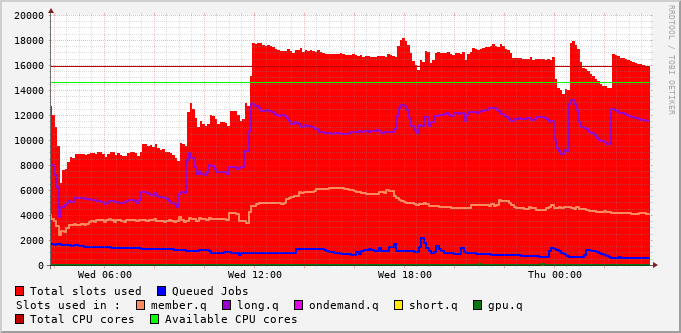 20000
18000
16000
14000
12000
10000
8000
6000
4000
2000
0
Wed 06:00 Wed 12:00 Wed 18:00 Thu 00:00
RRDTOOL / TOBI OETIKER
Total slots used Queued Jobs
Slots used in : member.q long.q ondemand.q short.q gpu.q
Total CPU cores Available CPU cores